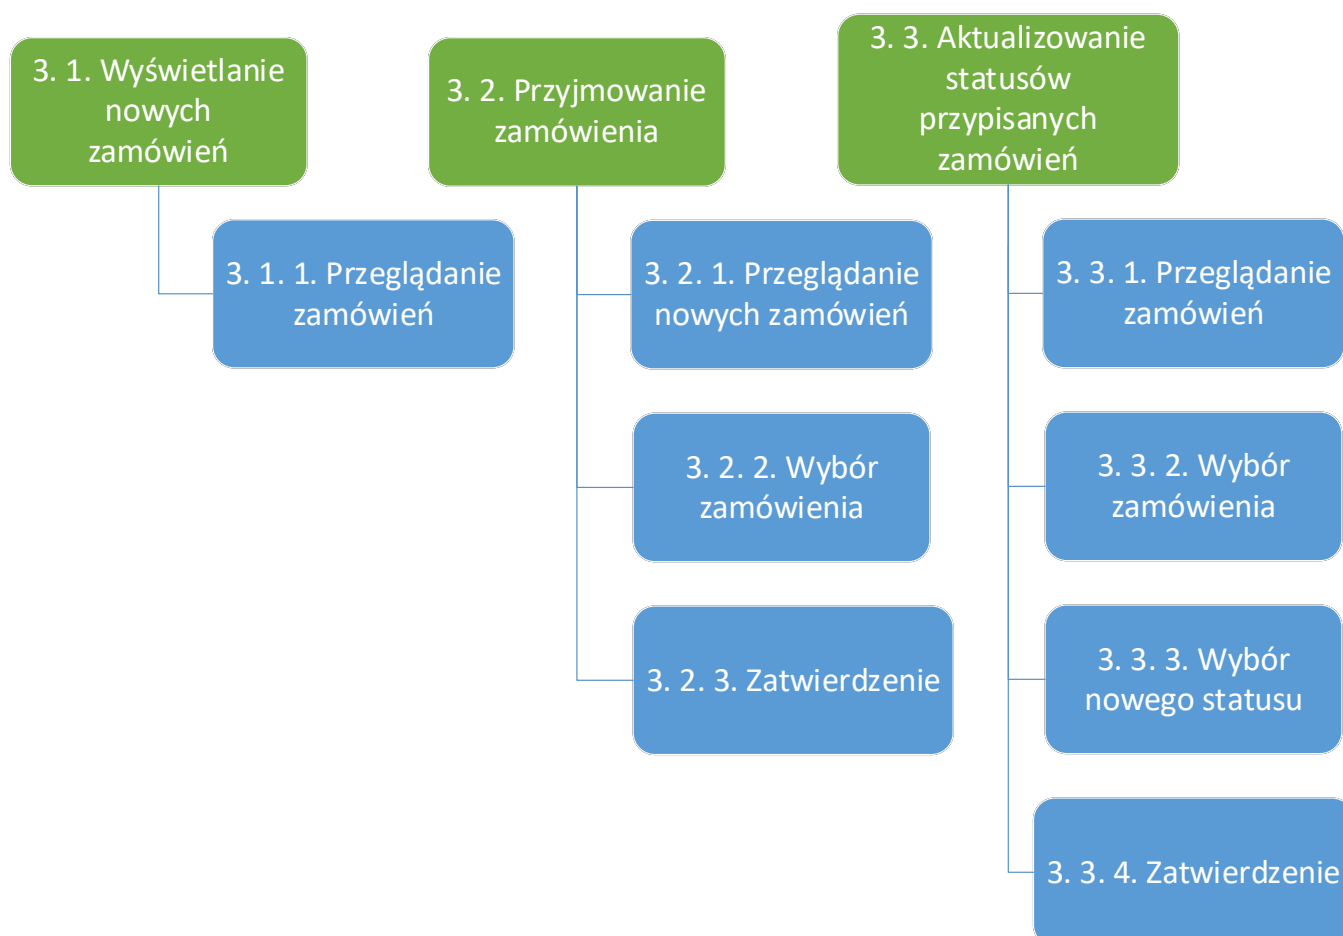 3. 1. Wyświetlanie
nowych
zamówień
3. 1. 1. Przeglądanie
zamówień
3. 2. Przyjmowanie
zamówienia
3. 2. 1. Przeglądanie
nowych zamówień
3. 2. 2. Wybór
zamówienia
3. 2. 3. Zatwierdzenie
3. 3. Aktualizowanie
statusów
przypisanych
zamówień
3. 3. 1. Przeglądanie
zamówień
3. 3. 2. Wybór
zamówienia
3. 3. 3. Wybór
nowego statusu
3. 3. 4. Zatwierdzenie